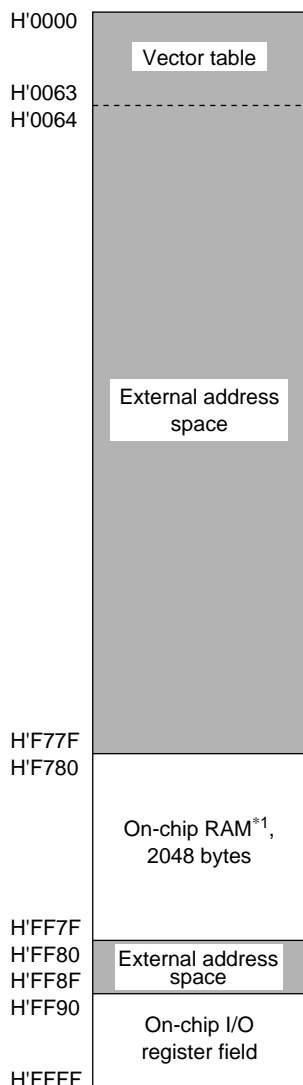 H'0000
Vector table
H'0063
H'0064
External address
space
H'F77F
H'F780
On-chip RAM*1,
2048 bytes
H'FF7F
H'FF80
External address
space
H'FF8F
H'FF90
On-chip I/O
register field
H'FFFF